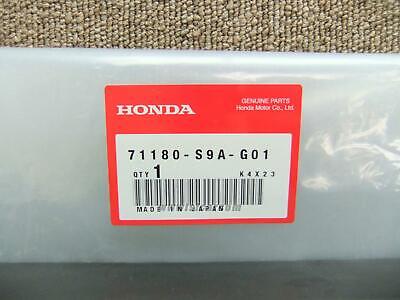 HONDA
GENUINE PARTS
Honda Motor Co., Ltd.
71180-S9A-G01
QTY 1 K4X23
MADE IN JAPAN